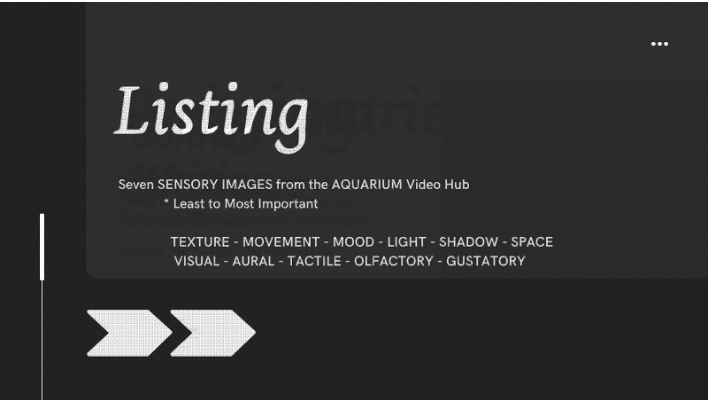 Listing
Seven SENSORY IMAGES from the AQUARIUM Video Hub
* Least to Most Important
TEXTURE - MOVEMENT - MOOD - LIGHT - SHADOW - SPACE
VISUAL - AURAL - TACTILE - OLFACTORY - GUSTATORY